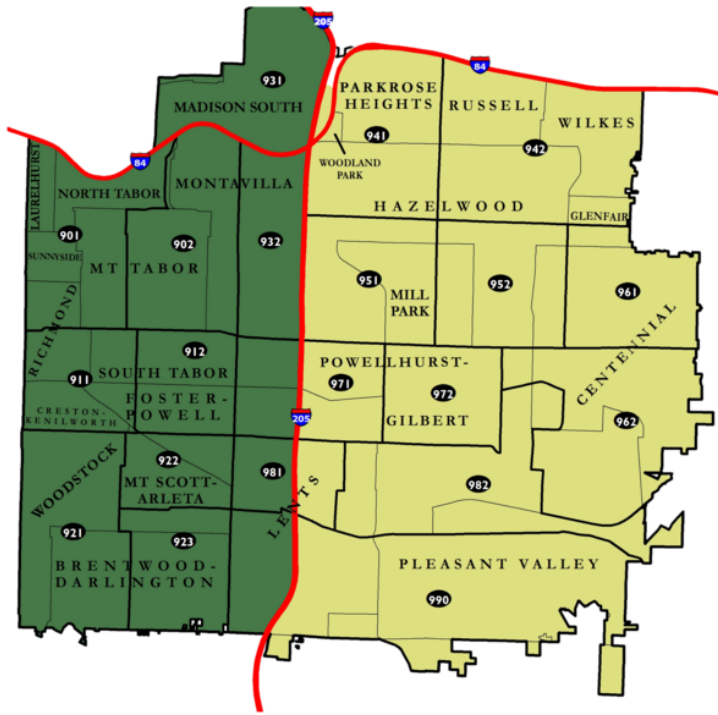 205
84
931
MADISON SOUTH
PARKROSE
HEIGHTS
RUSSELL
WILKES
941
942
84
WOODLAND
PARK
LAURELHURST
NORTH TABOR
MONTAVILLA
HAZELWOOD
GLENFAIR
901
902
932
SUNNYSIDE
MT TABOR
951
952
961
MILL
PARK
RICHMOND
CENTENNIAL
912
SOUTH TABOR
911
POWELLHURST-
GILBERT
971
972
FOSTER-
POWELL
CRESTON-
KENILWORTH
205
962
922
981
MT SCOTT-
ARLETA
WOODSTOCK
LENTS
982
921
923
BRENTWOOD-
DARLINGTON
PLEASANT VALLEY
990